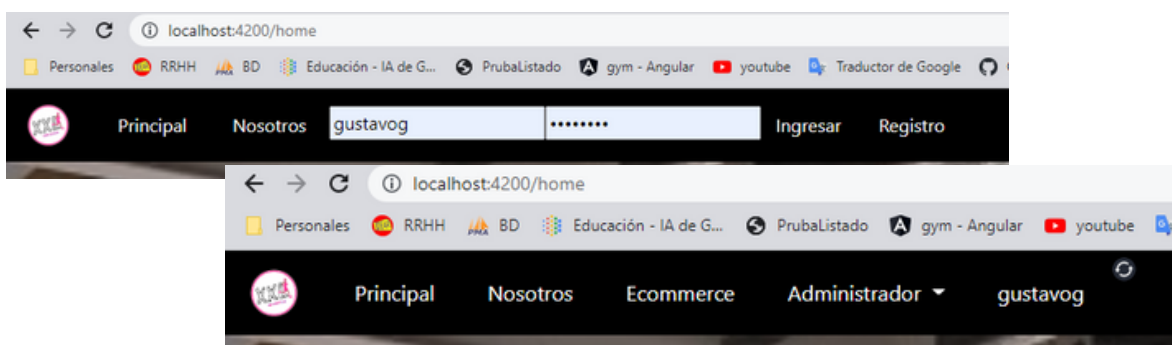 localhost:4200/home
Personales RRHH BD Educación - IA de G... PrubaListado gym - Angular youtube Traductor de Google
Principal Nosotros gustavog •••••••• Ingresar Registro
localhost:4200/home
Personales RRHH BD Educación - IA de G... PrubaListado gym - Angular youtube
Principal Nosotros Ecommerce Administrador gustavog